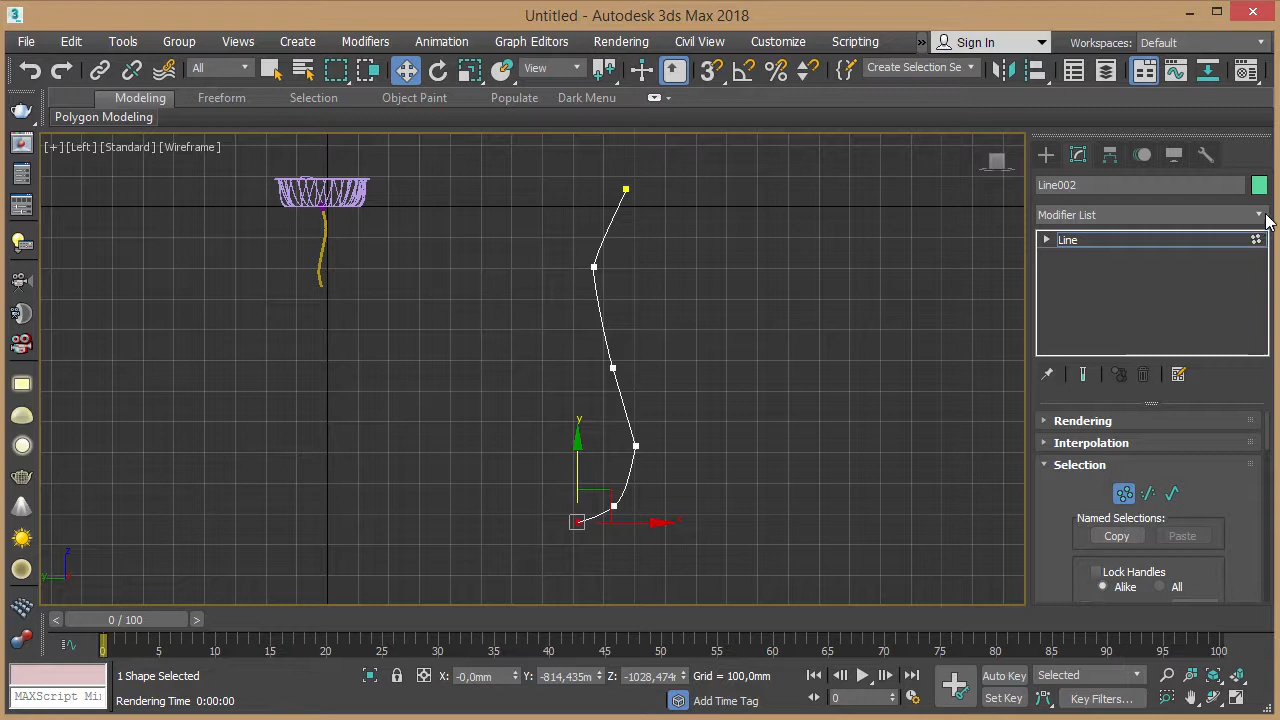 Untitled - Autodesk 3ds Max 2018
File Edit Tools Group Views Create Modifiers Animation Graph Editors Rendering Civil View Customize Scripting » Sign In Workspaces: Default
All View Create Selection Se
Modeling Freeform Selection Object Paint Populate Dark Menu
Polygon Modeling
[+] [Left] [Standard] [Wireframe]
Line002
Modifier List
Line
Rendering
Interpolation
Selection
Named Selections:
Copy Paste
Lock Handles
Alike All
y
x
z
y
< 0 / 100 >
0 5 10 15 20 25 30 35 40 45 50 55 60 65 70 75 80 85 90 95 100
1 Shape Selected X: -0,0mm Y: -814,435m Z: -1028,474r Grid = 100,0mm Auto Key Selected
MAXScript Mi Rendering Time 0:00:00 Add Time Tag 0 Set Key Key Filters...